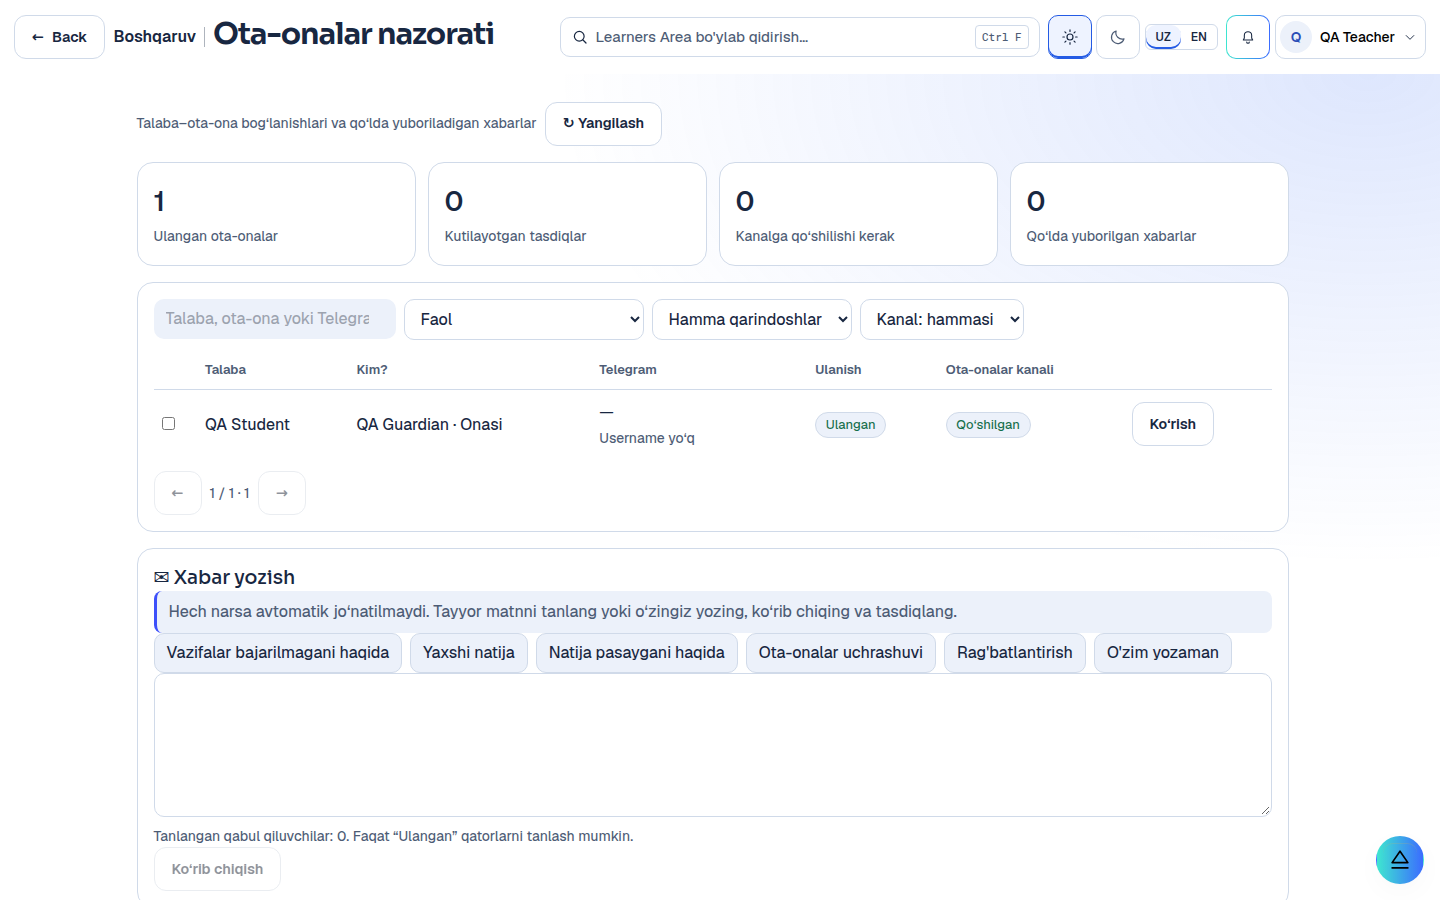 ← Back Boshqaruv Ota-onalar nazorati Learners Area bo'ylab qidirish... Ctrl F UZ EN Q QA Teacher
Talaba–ota-ona bog‘lanishlari va qo‘lda yuboriladigan xabarlar ↻ Yangilash
1 0 0 0
Ulangan ota-onalar Kutilayotgan tasdiqlar Kanalga qo‘shilishi kerak Qo‘lda yuborilgan xabarlar
Talaba, ota-ona yoki Telegra Faol Hamma qarindoshlar Kanal: hammasi
Talaba Kim? Telegram Ulanish Ota-onalar kanali
QA Student QA Guardian · Onasi — Ulangan Qo‘shilgan Ko‘rish
Username yo‘q
← 1 / 1 · 1 →
✉ Xabar yozish
Hech narsa avtomatik jo‘natilmaydi. Tayyor matnni tanlang yoki o‘zingiz yozing, ko‘rib chiqing va tasdiqlang.
Vazifalar bajarilmagani haqida Yaxshi natija Natija pasaygani haqida Ota-onalar uchrashuvi Rag'batlantirish O'zim yozaman
Tanlangan qabul qiluvchilar: 0. Faqat “Ulangan” qatorlarni tanlash mumkin.
Ko‘rib chiqish